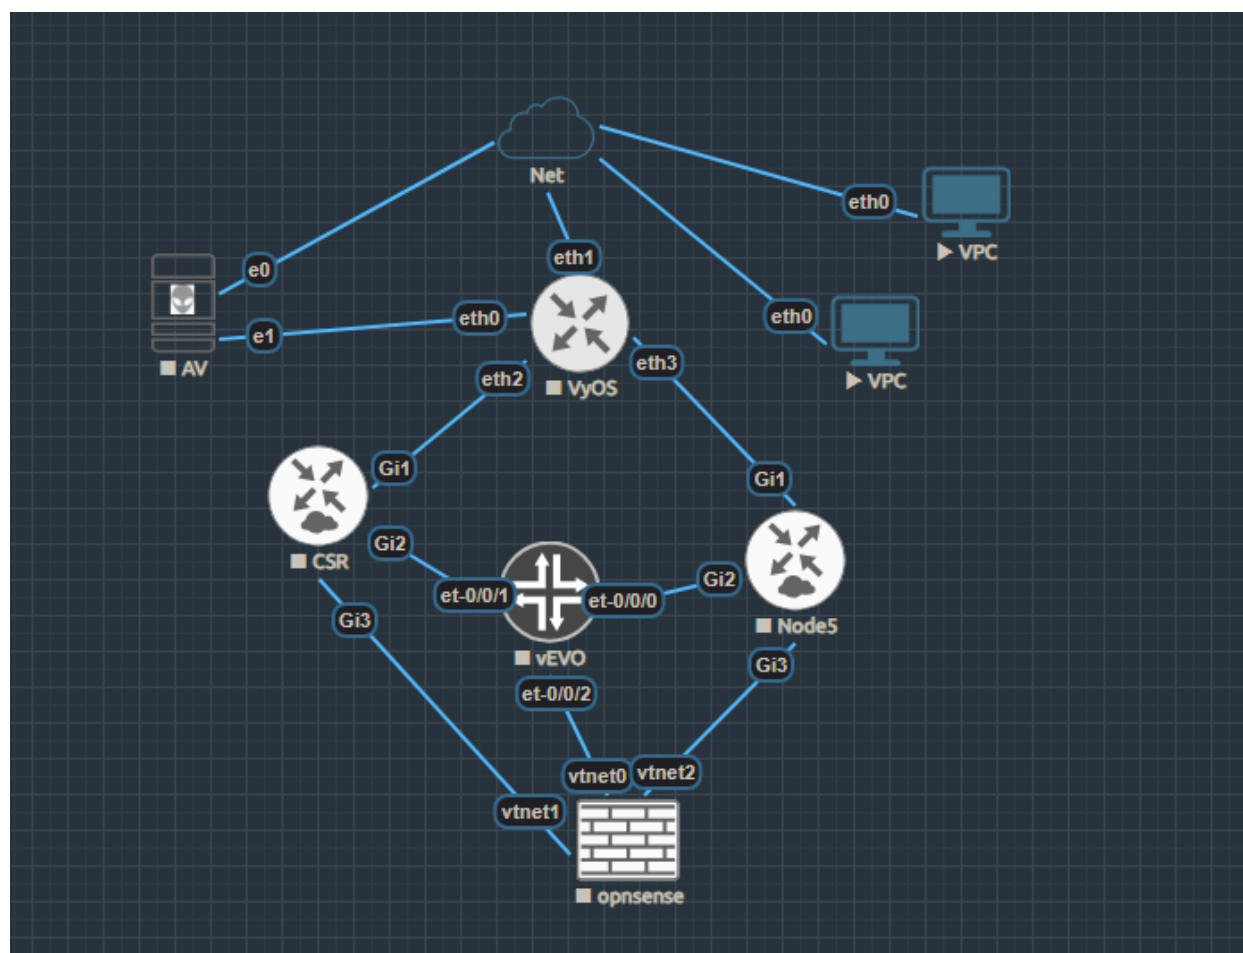 Net
eth0
VPC
eth1
e0
eth0
eth0
e1
AV
eth3
eth2
VyOS
VPC
Gi1
Gi1
Gi2
CSR
Gi2
et-0/0/1
et-0/0/0
Gi3
Node5
vEVO
Gi3
et-0/0/2
vtnet0
vtnet2
vtnet1
opnsense